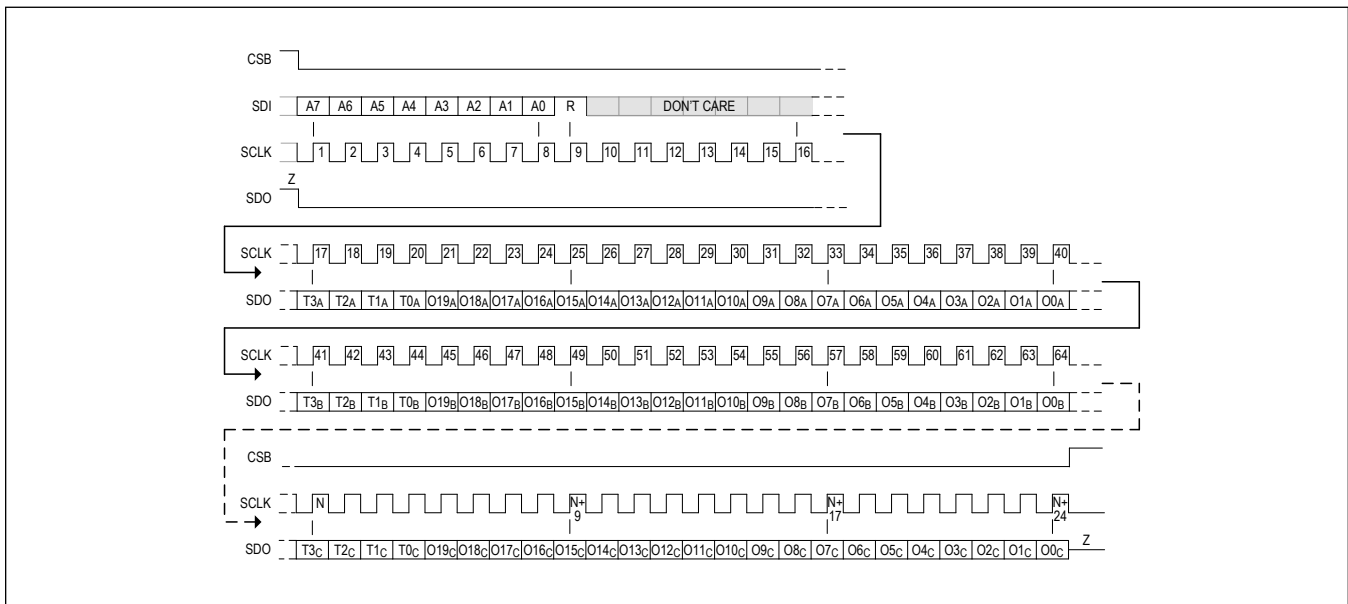 CSB
SDI A7 A6 A5 A4 A3 A2 A1 A0 R DON'T CARE
SCLK 1 2 3 4 5 6 7 8 9 10 11 12 13 14 15 16
Z
SDO
SCLK 17 18 19 20 21 22 23 24 25 26 27 28 29 30 31 32 33 34 35 36 37 38 39 40
SDO T3A T2A T1A T0A O19A O18A O17A O16A O15A O14A O13A O12A O11A O10A O9A O8A O7A O6A O5A O4A O3A O2A O1A O0A
SCLK 41 42 43 44 45 46 47 48 49 50 51 52 53 54 55 56 57 58 59 60 61 62 63 64
SDO T3B T2B T1B T0B O19B O18B O17B O16B O15B O14B O13B O12B O11B O10B O9B O8B O7B O6B O5B O4B O3B O2B O1B O0B
CSB
SCLK N N+9 N+17 N+24
SDO T3C T2C T1C T0C O19C O18C O17C O16C O15C O14C O13C O12C O11C O10C O9C O8C O7C O6C O5C O4C O3C O2C O1C O0C Z